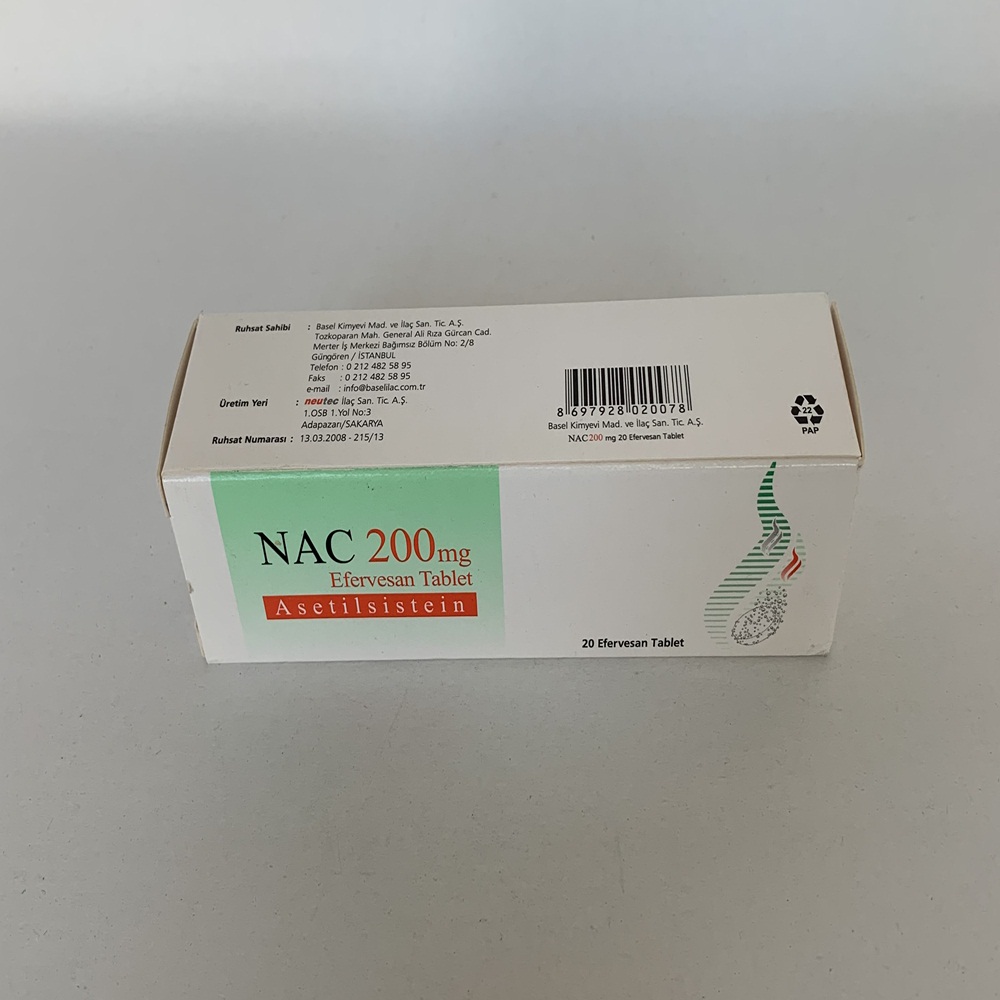 Ruhsat Sahibi : Basel Kimyevi Mad. ve İlaç San. Tic. A.Ş.
Tozkoparan Mah. General Ali Rıza Gürcan Cad.
Merter İş Merkezi Bağımsız Bölüm No: 2/8
Güngören / İSTANBUL
Telefon : 0 212 482 58 95
Faks : 0 212 482 58 95
e-mail : info@baselilac.com.tr
Üretim Yeri : neutec İlaç San. Tic. A.Ş.
1.OSB 1.Yol No:3
Adapazarı/SAKARYA
Ruhsat Numarası : 13.03.2008 - 215/13
8 697928 020078
Basel Kimyevi Mad. ve İlaç San. Tic. A.Ş.
NAC200 mg 20 Efervesan Tablet
22
PAP
NAC 200mg
Efervesan Tablet
Asetilsistein
20 Efervesan Tablet